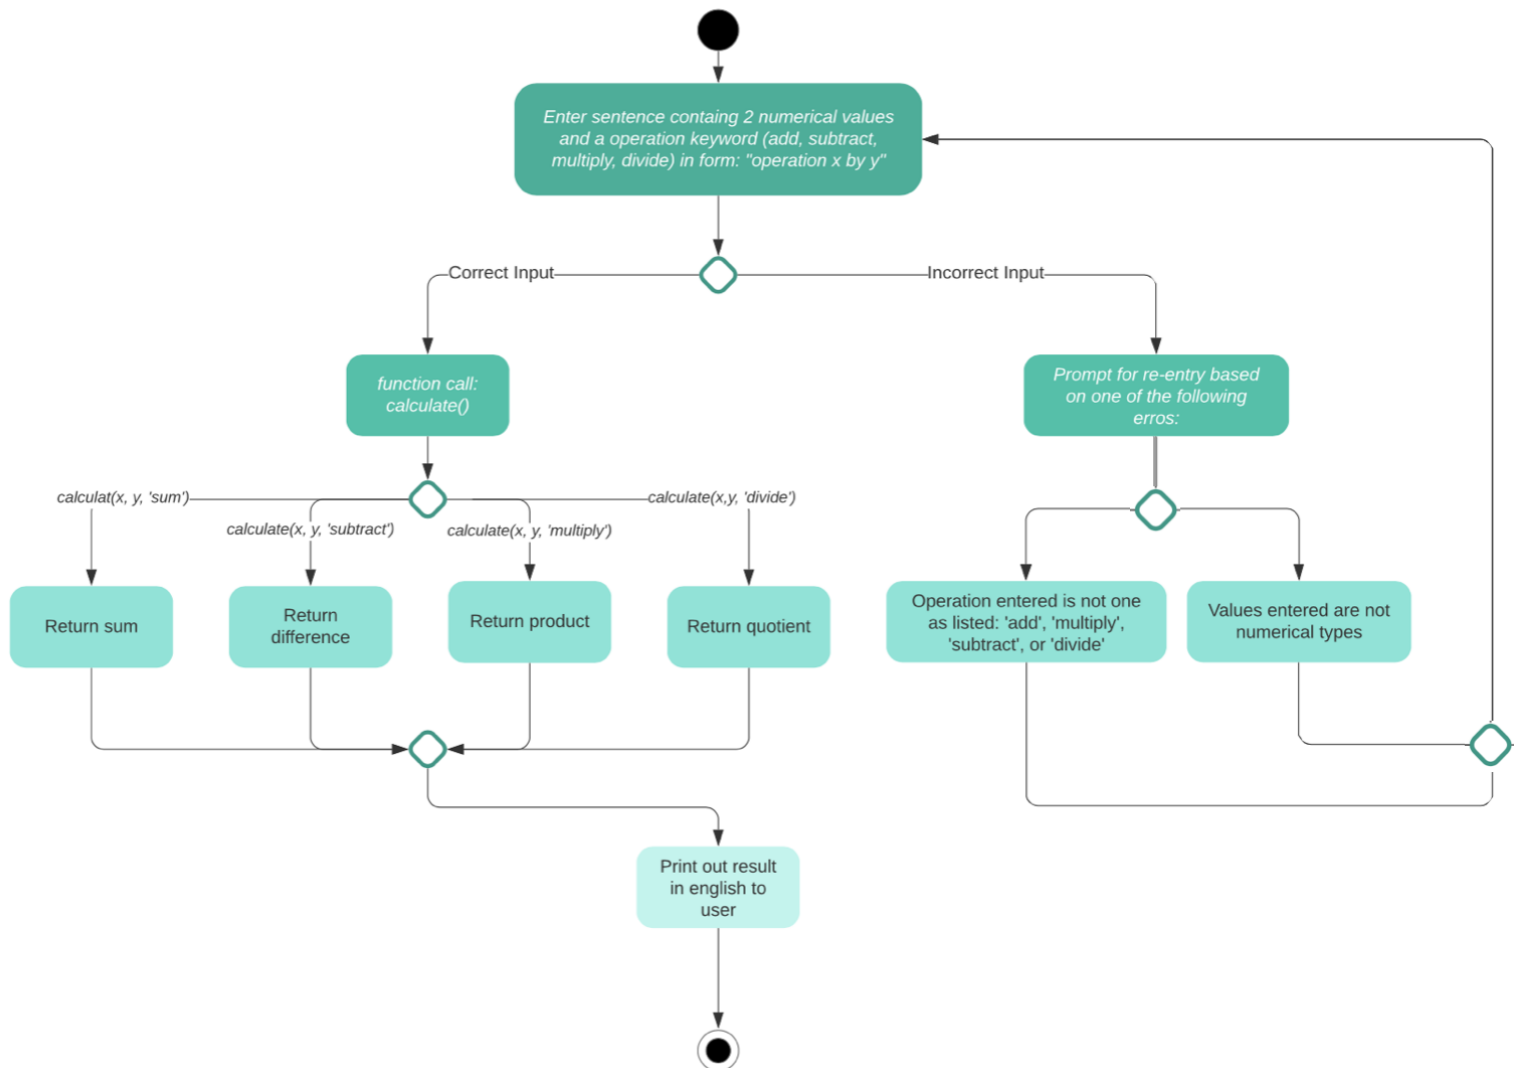 Enter sentence containg 2 numerical values
and a operation keyword (add, subtract,
multiply, divide) in form: "operation x by y"
Correct Input
Incorrect Input
function call:
calculate()
Prompt for re-entry based
on one of the following
erros:
calculat(x, y, 'sum')
calculate(x, y, 'subtract')
calculate(x, y, 'multiply')
calculate(x,y, 'divide')
Return sum
Return
difference
Return product
Return quotient
Operation entered is not one
as listed: 'add', 'multiply',
'subtract', or 'divide'
Values entered are not
numerical types
Print out result
in english to
user